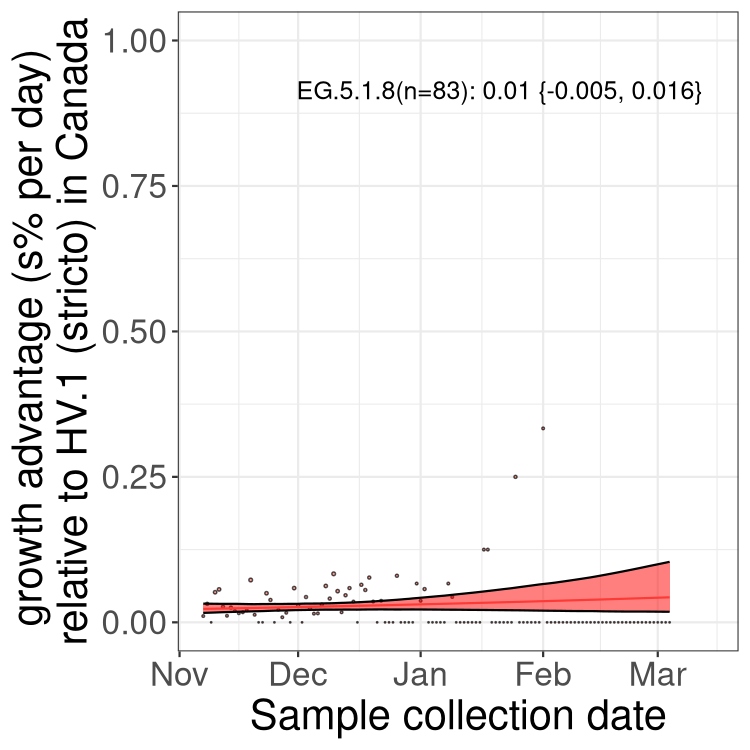 growth advantage (s% per day)
relative to HV.1 (stricto) in Canada
1.00
0.75
0.50
0.25
0.00
EG.5.1.8(n=83): 0.01 {-0.005, 0.016}
Nov Dec Jan Feb Mar
Sample collection date